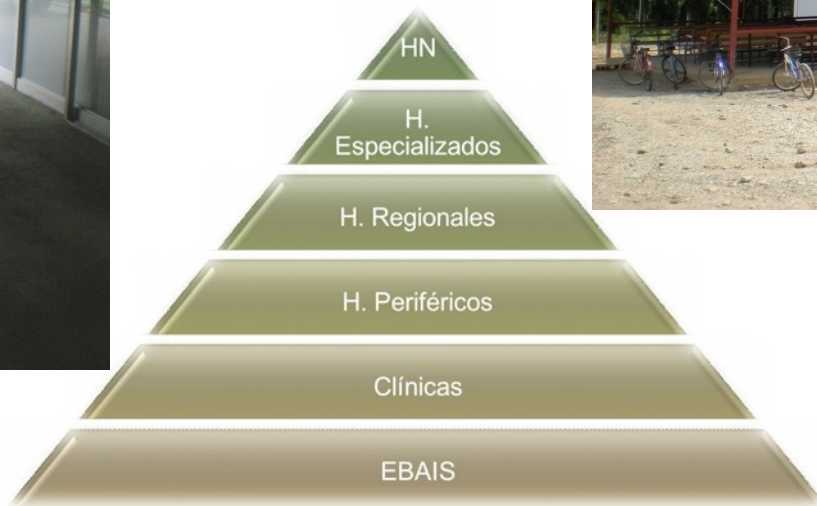 HN
H.
Especializados
H. Regionales
H. Periféricos
Clínicas
EBAIS